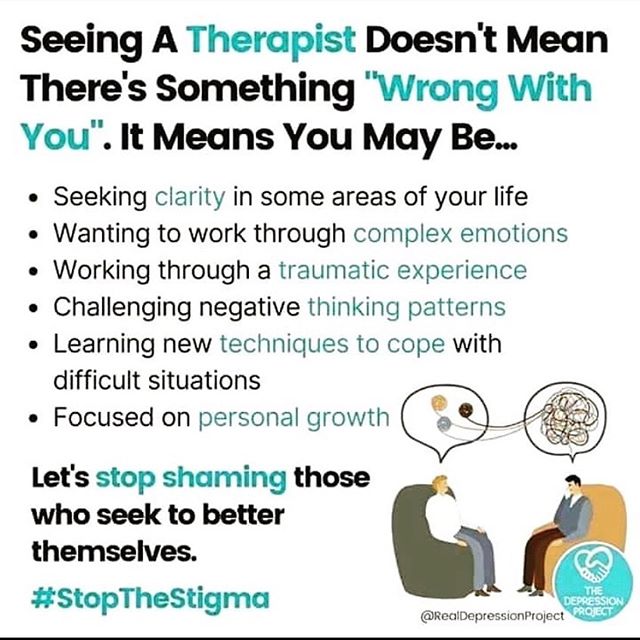 Seeing A Therapist Doesn't Mean
There's Something "Wrong With
You". It Means You May Be...
• Seeking clarity in some areas of your life
• Wanting to work through complex emotions
• Working through a traumatic experience
• Challenging negative thinking patterns
• Learning new techniques to cope with
difficult situations
• Focused on personal growth
Let's stop shaming those
who seek to better
themselves.
#StopTheStigma
@RealDepressionProject
THE
DEPRESSION
PROJECT